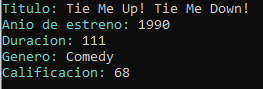 Titulo: Tie Me Up! Tie Me Down!
Anio de estreno: 1990
Duracion: 111
Genero: Comedy
Calificacion: 68